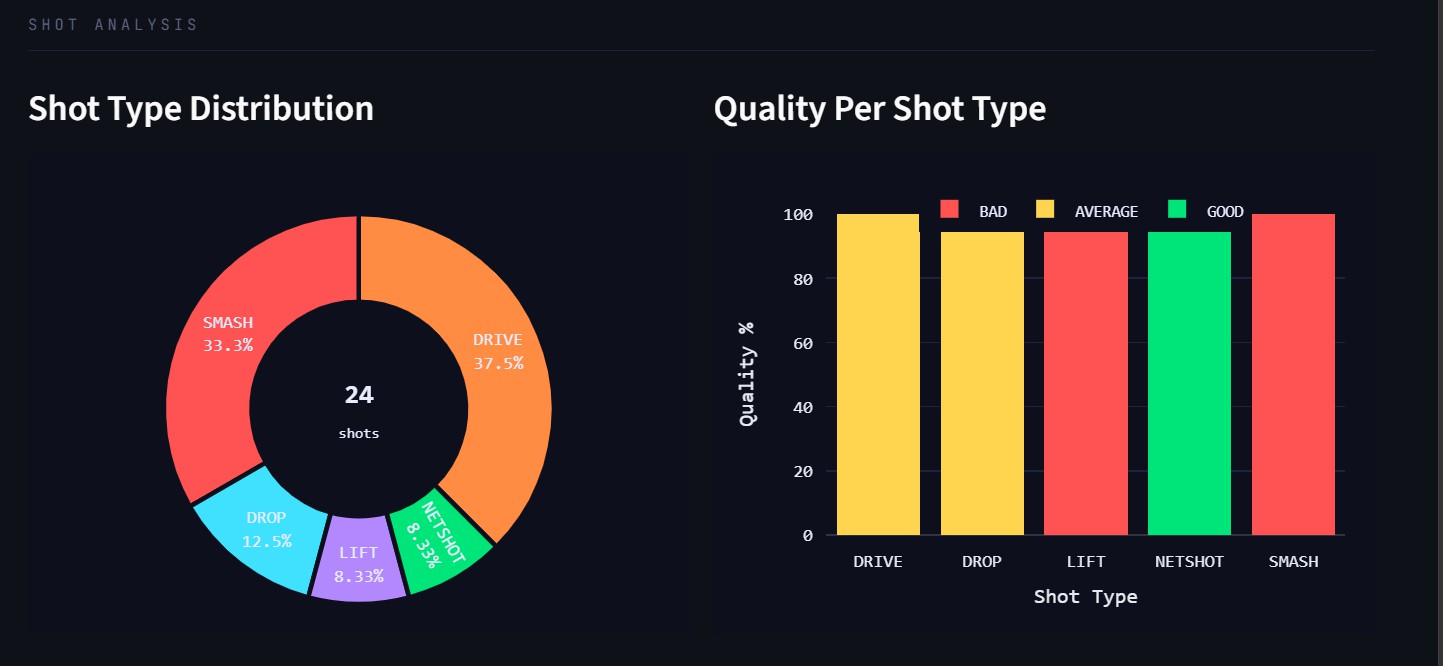 SHOT ANALYSIS
Shot Type Distribution
SMASH
33.3%
DRIVE
37.5%
24
shots
DROP
12.5%
LIFT
8.33%
NETSHOT
8.33%
Quality Per Shot Type
BAD
AVERAGE
GOOD
Quality %
100
80
60
40
20
0
DRIVE
DROP
LIFT
NETSHOT
SMASH
Shot Type